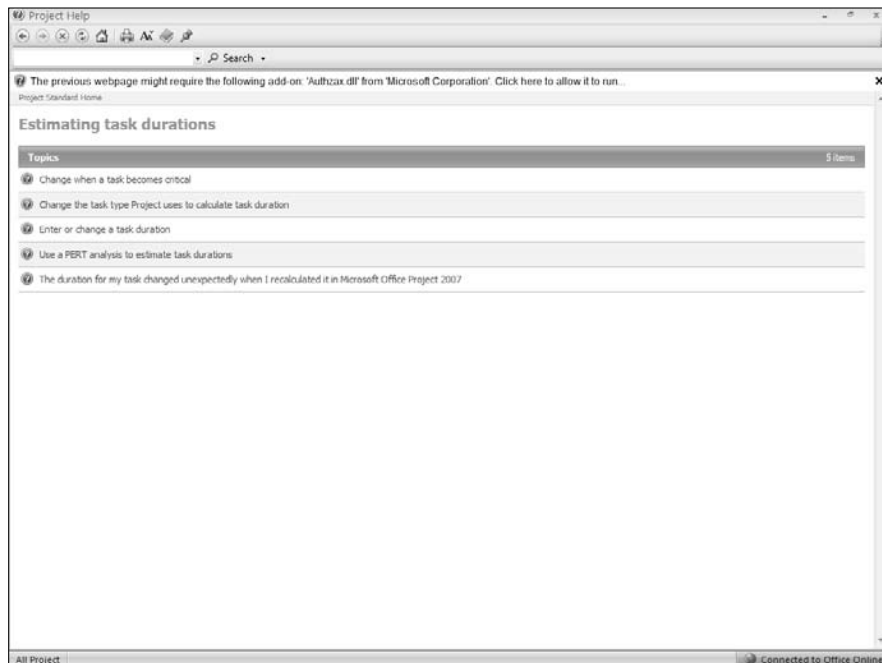 Project Help
Search
The previous webpage might require the following add-on: 'Authzax.dll' from 'Microsoft Corporation'. Click here to allow it to run...
Project Standard Home
Estimating task durations
Topics 5 items
Change when a task becomes critical
Change the task type Project uses to calculate task duration
Enter or change a task duration
Use a PERT analysis to estimate task durations
The duration for my task changed unexpectedly when I recalculated it in Microsoft Office Project 2007
All Project Connected to Office Online